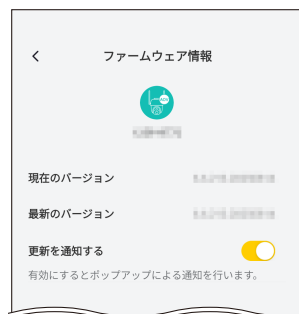 ファームウェア情報
現在のバージョン
最新のバージョン
更新を通知する
有効にするとポップアップによる通知を行います。